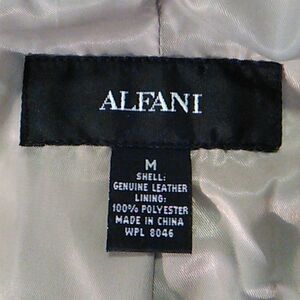 ALFANI
M
SHELL:
GENUINE LEATHER
LINING:
100% POLYESTER
MADE IN CHINA
WPL 8046